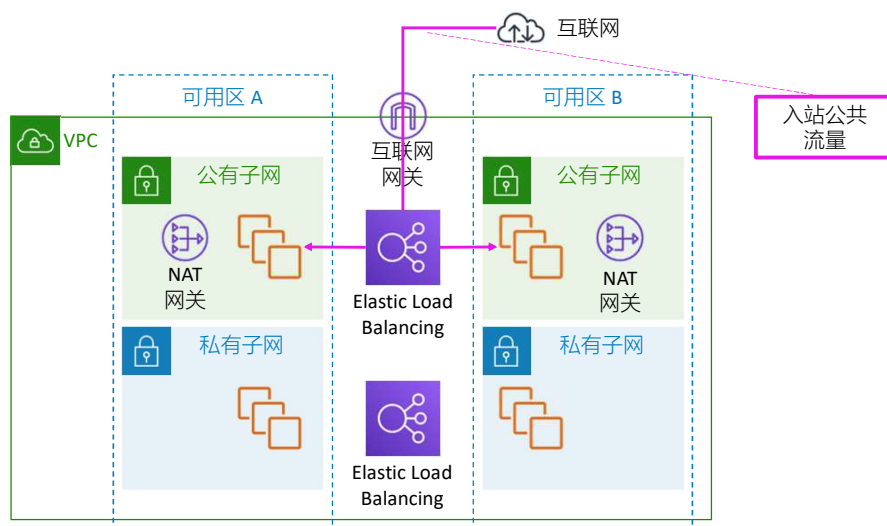 互联网
可用区 A
可用区 B
入站公共
流量
VPC
互联网
网关
公有子网
公有子网
NAT
网关
Elastic Load
Balancing
NAT
网关
私有子网
私有子网
Elastic Load
Balancing